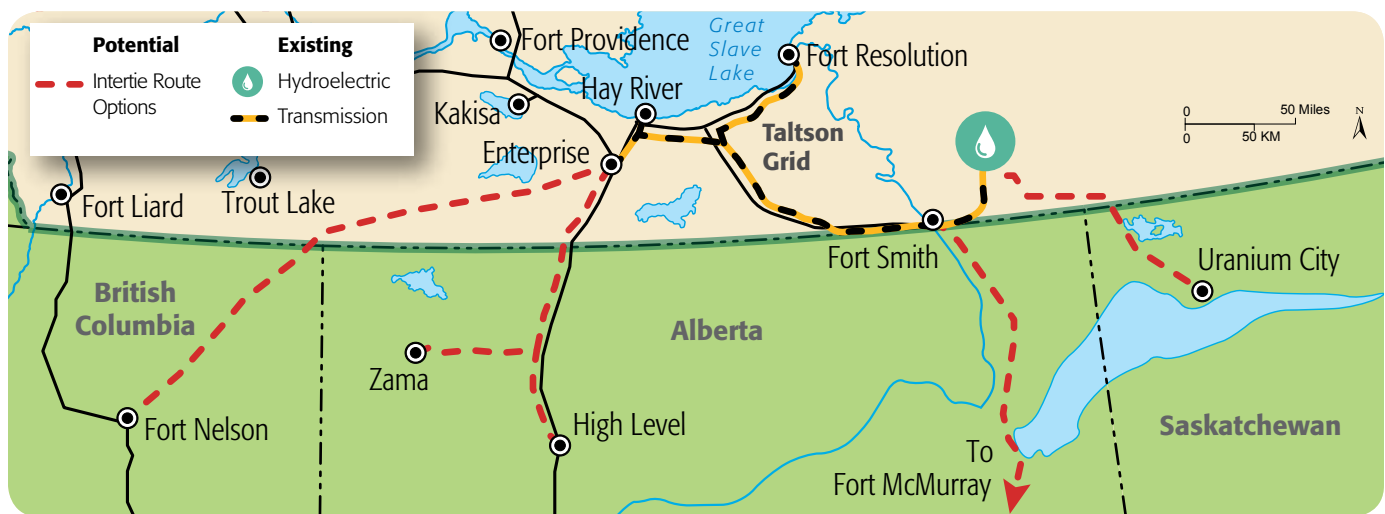 Potential
Intertie Route
Options
Existing
Hydroelectric
Transmission
Fort Providence
Great
Slave
Lake
Fort Resolution
Hay River
Kakisa
Taltson
Grid
Enterprise
0 50 Miles
0 50 KM
N
Fort Liard
Trout Lake
Fort Smith
Uranium City
British
Columbia
Alberta
Zama
Fort Nelson
High Level
Saskatchewan
To
Fort McMurray